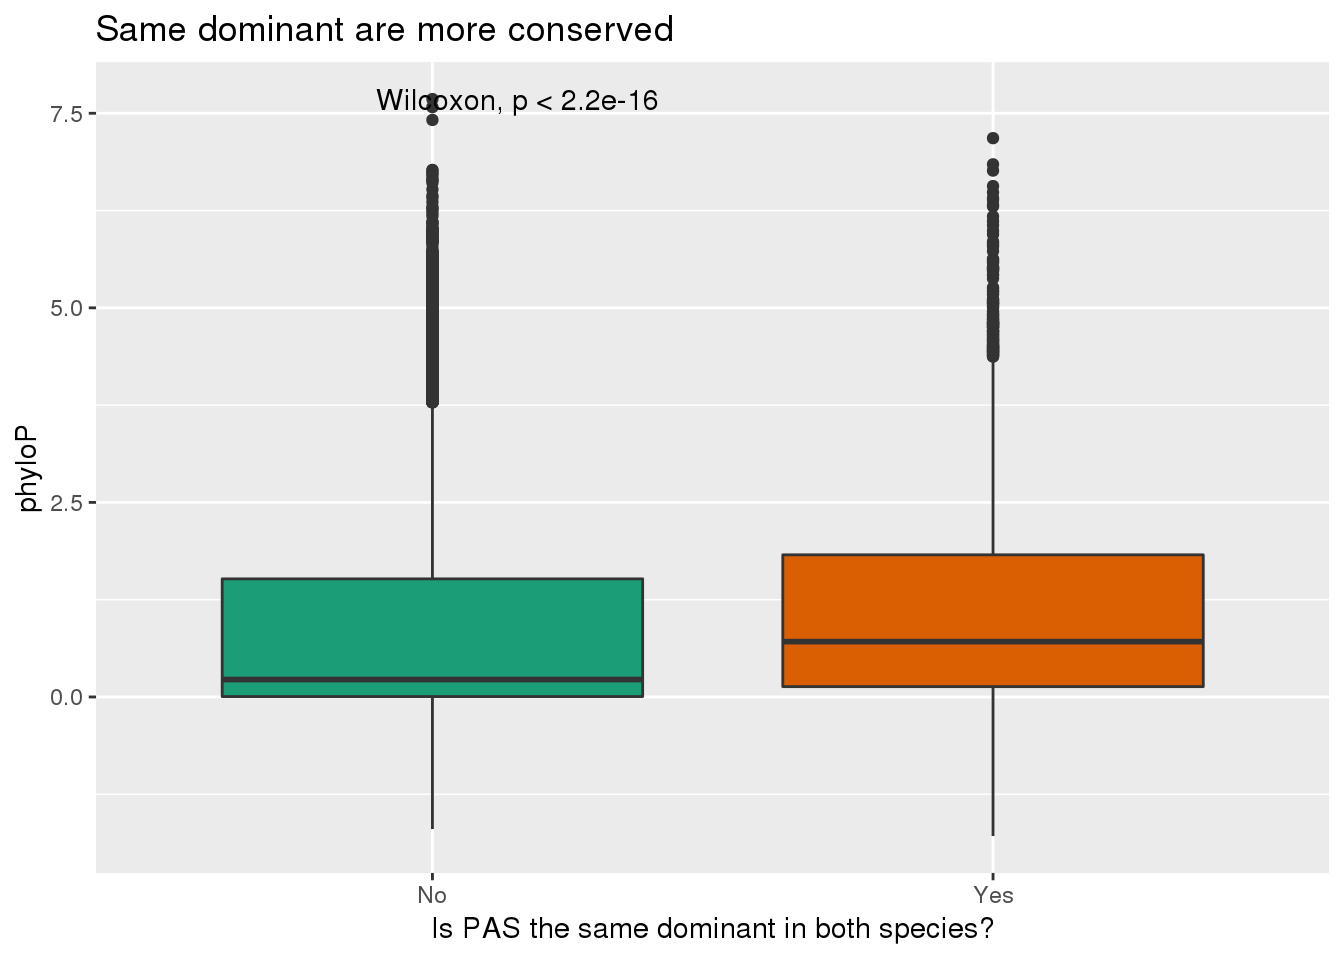 Same dominant are more conserved
Wilcoxon, p < 2.2e-16
7.5
5.0
2.5
0.0
phyloP
No
Yes
Is PAS the same dominant in both species?